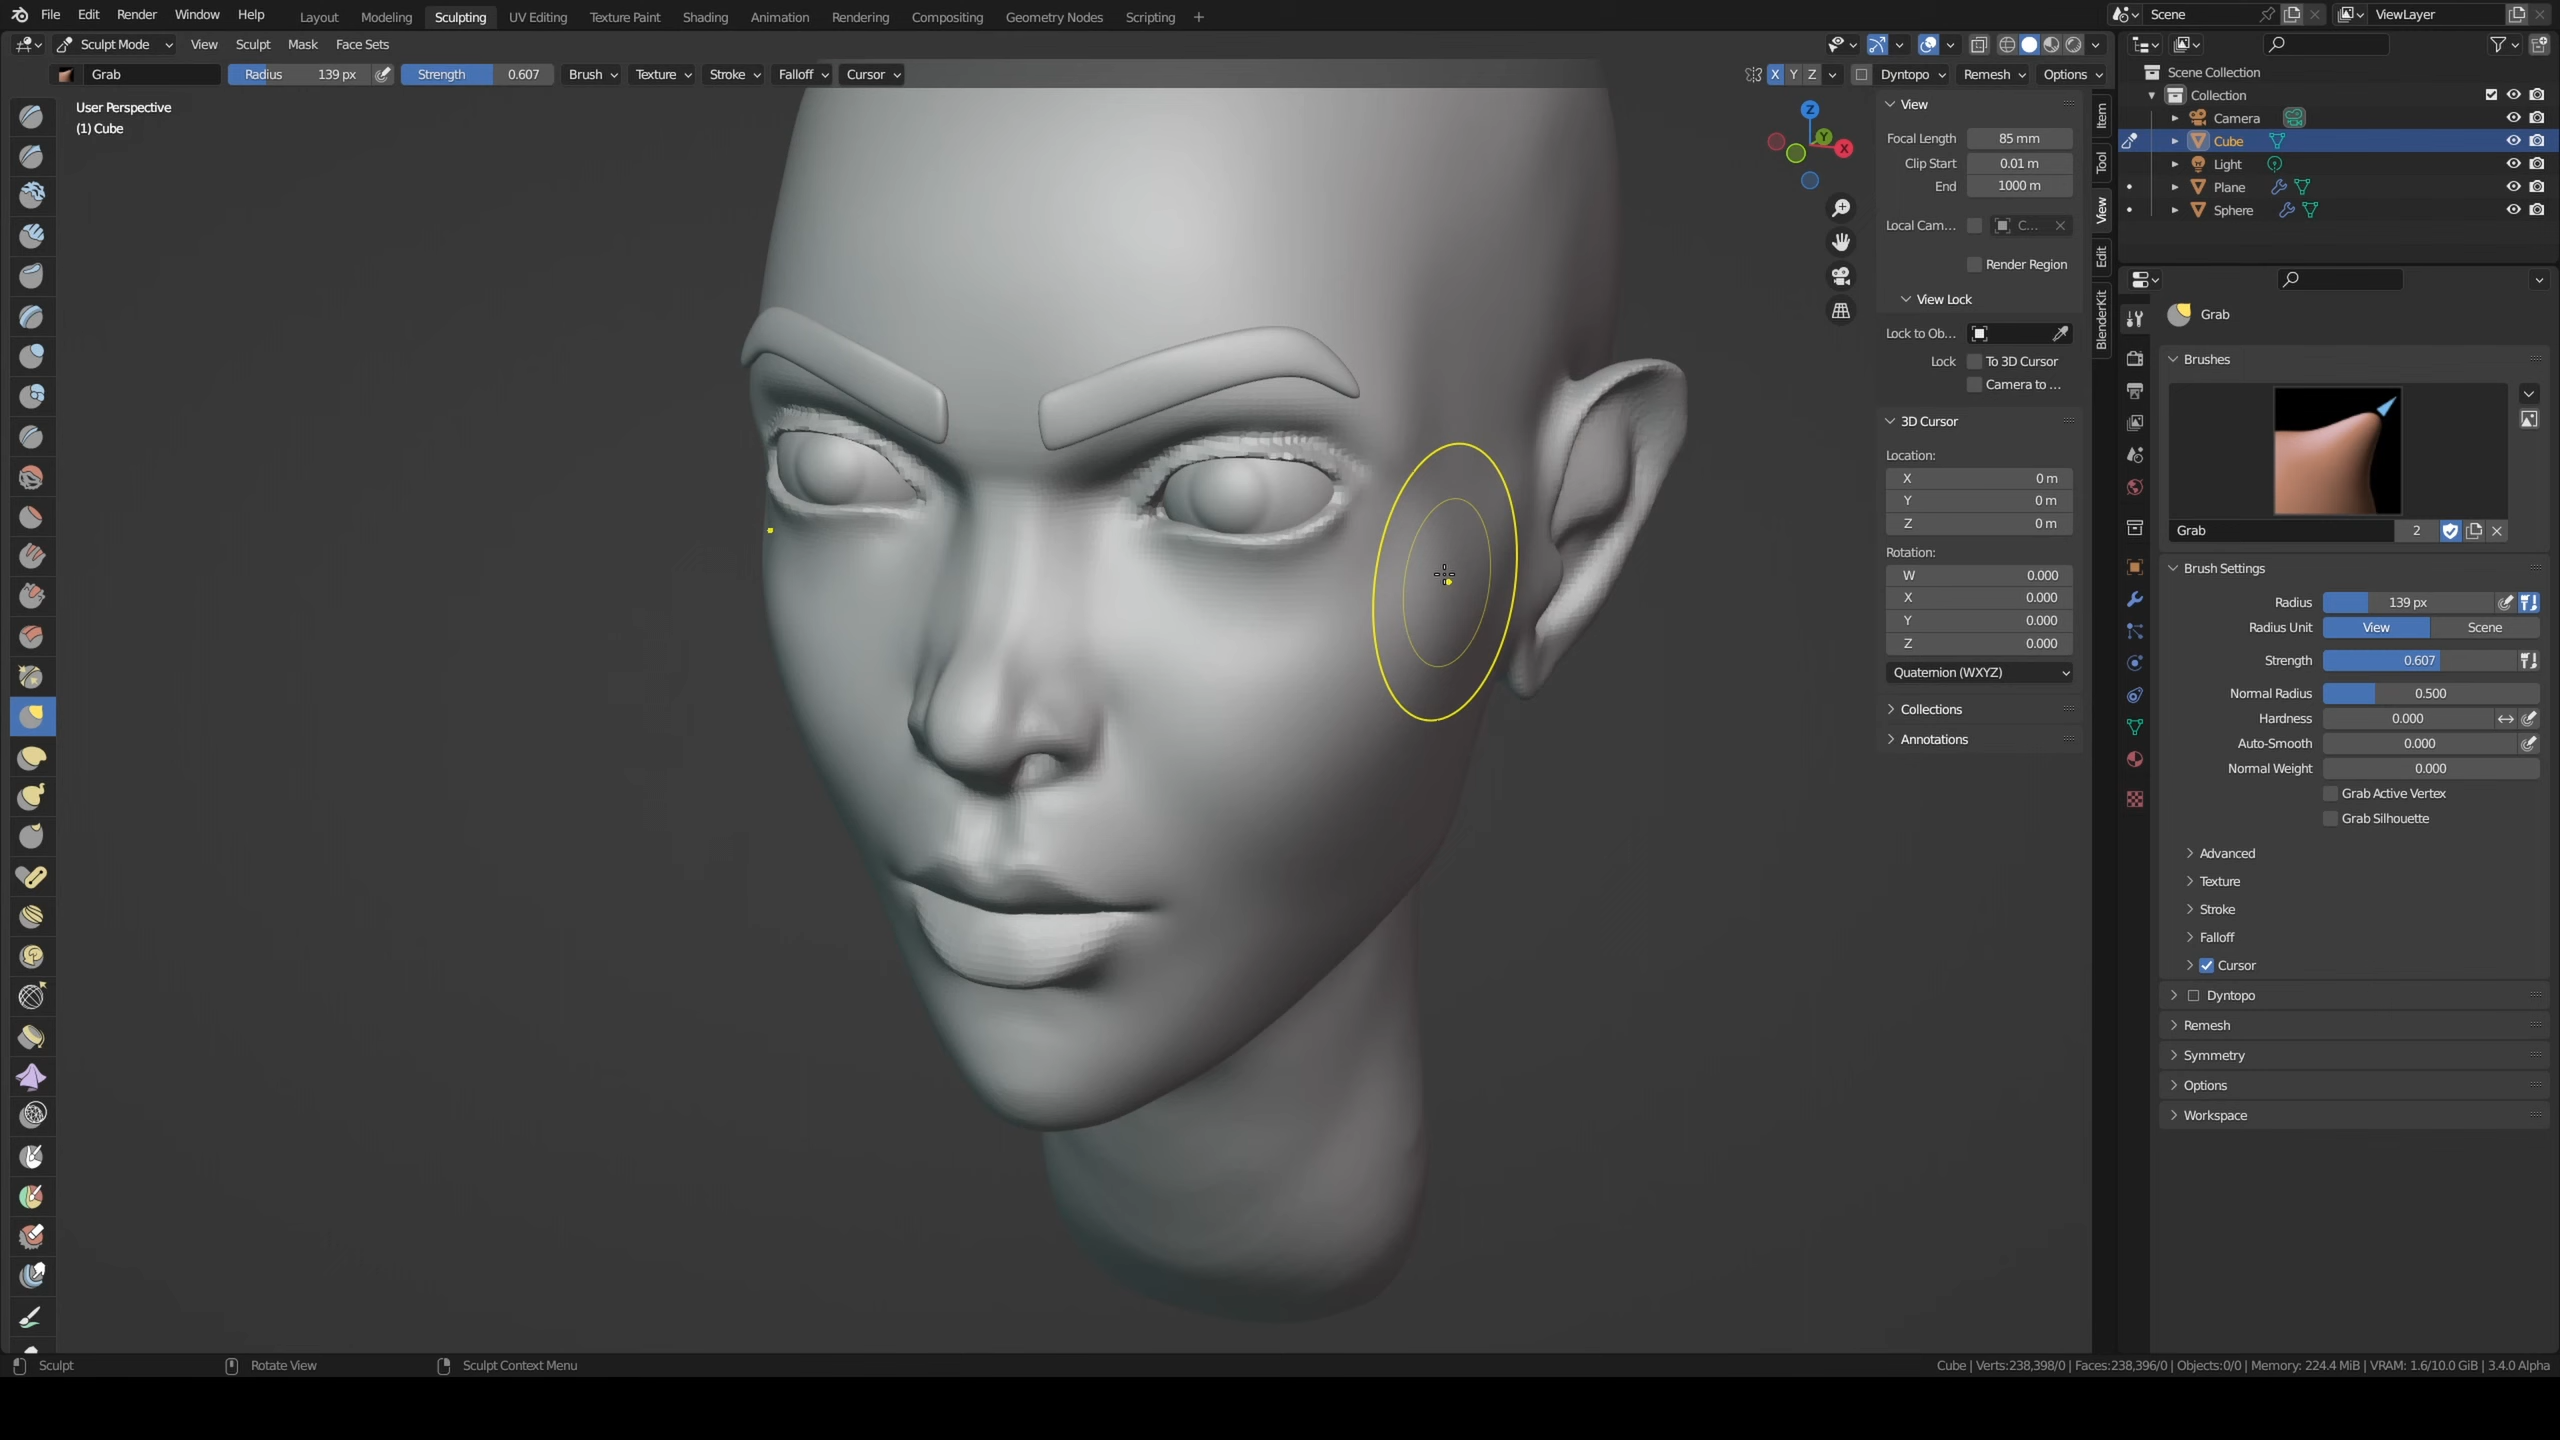 File Edit Render Window Help Layout Modeling Sculpting UV Editing Texture Paint Shading Animation Rendering Compositing Geometry Nodes Scripting + Scene ViewLayer
Sculpt Mode View Sculpt Mask Face Sets
Grab Radius 139 px Strength 0.607 Brush Texture Stroke Falloff Cursor X Y Z Dyntopo Remesh Options
User Perspective
(1) Cube
Z
Y
X
View
Focal Length 85 mm
Clip Start 0.01 m
End 1000 m
Local Cam... C...
Render Region
View Lock
Lock to Ob...
Lock To 3D Cursor
Camera to ...
3D Cursor
Location:
X 0 m
Y 0 m
Z 0 m
Rotation:
W 0.000
X 0.000
Y 0.000
Z 0.000
Quaternion (WXYZ)
Collections
Annotations
Item
Tool
View
Edit
BlenderKit
Scene Collection
Collection
Camera
Cube
Light
Plane
Sphere
Grab
Brushes
Grab 2
Brush Settings
Radius 139 px
Radius Unit View Scene
Strength 0.607
Normal Radius 0.500
Hardness 0.000
Auto-Smooth 0.000
Normal Weight 0.000
Grab Active Vertex
Grab Silhouette
Advanced
Texture
Stroke
Falloff
Cursor
Dyntopo
Remesh
Symmetry
Options
Workspace
Sculpt Rotate View Sculpt Context Menu Cube | Verts:238,398/0 | Faces:238,396/0 | Objects:0/0 | Memory: 224.4 MiB | VRAM: 1.6/10.0 GiB | 3.4.0 Alpha